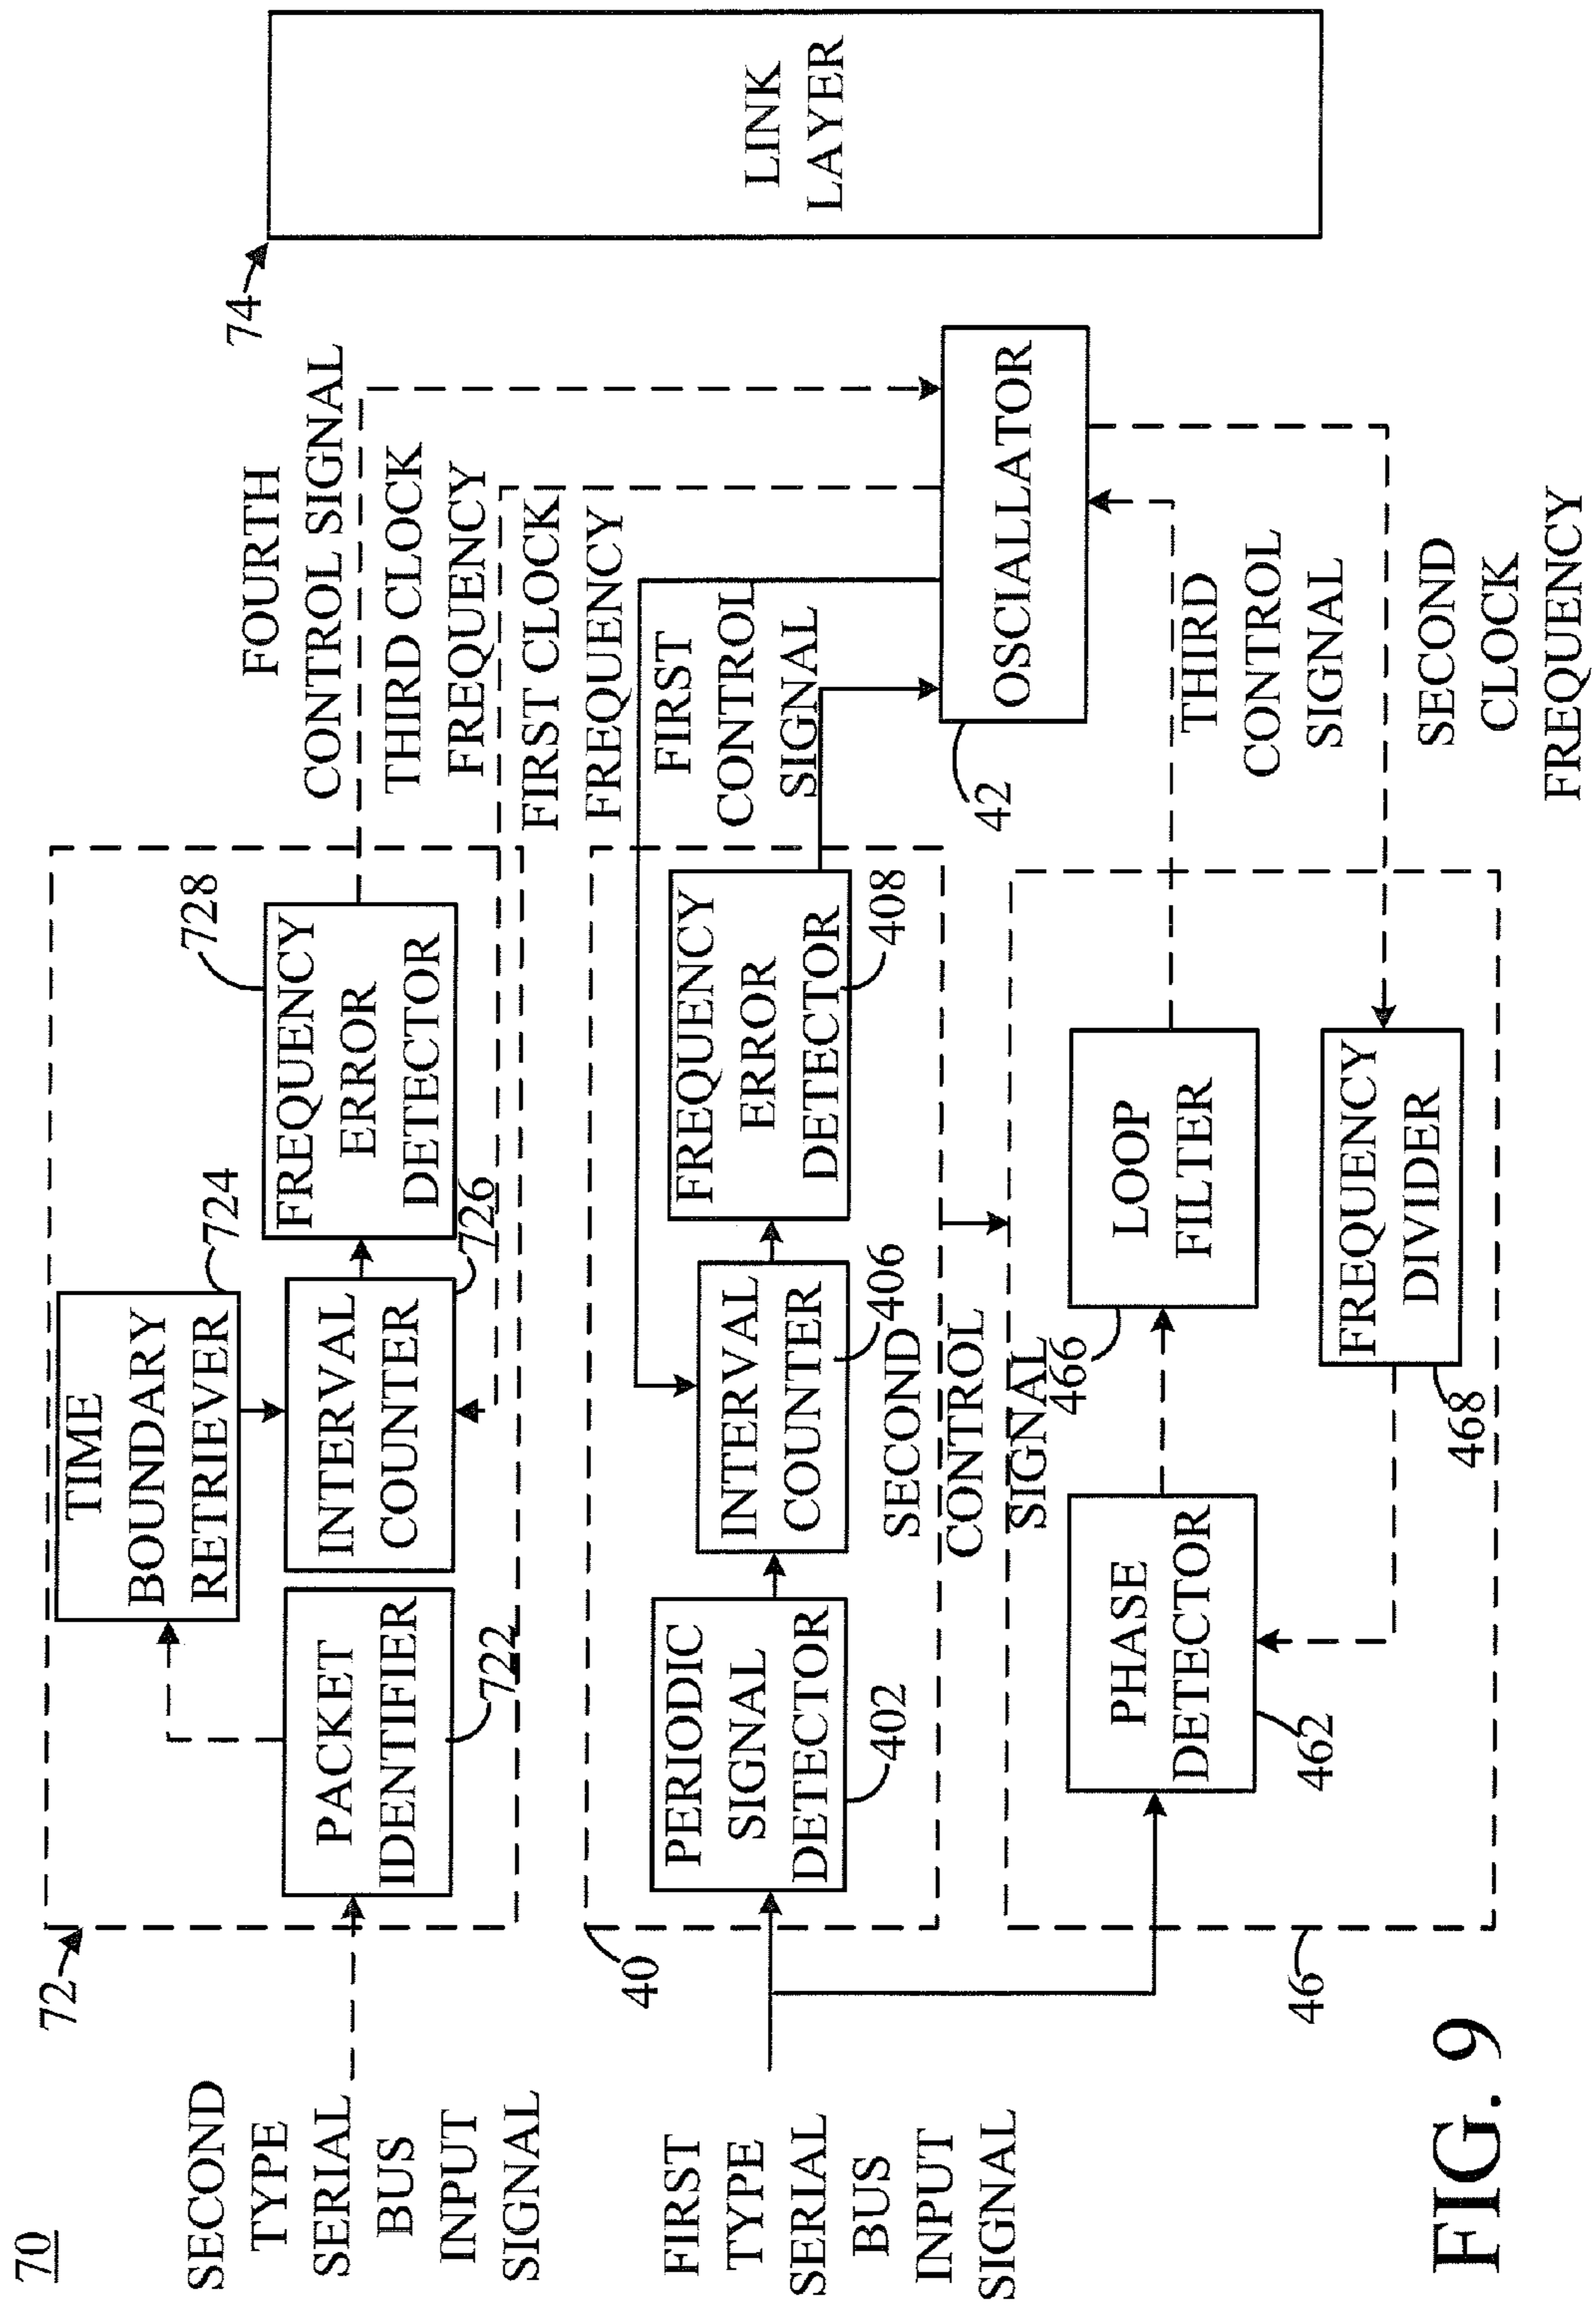 70
SECOND
TYPE
SERIAL
BUS
INPUT
SIGNAL
72
PACKET
IDENTIFIER
722
TIME
BOUNDARY
RETRIEVER
724
INTERVAL
COUNTER
726
FREQUENCY
ERROR
DETECTOR
728
FOURTH
CONTROL SIGNAL
THIRD CLOCK
FREQUENCY
FIRST CLOCK
FREQUENCY
FIRST
CONTROL
SIGNAL
74
LINK
LAYER
FIRST
TYPE
SERIAL
BUS
INPUT
SIGNAL
40
PERIODIC
SIGNAL
DETECTOR
402
INTERVAL
COUNTER
406
FREQUENCY
ERROR
DETECTOR
408
SECOND
CONTROL
SIGNAL
OSCIALLATOR
42
46
PHASE
DETECTOR
462
LOOP
FILTER
466
FREQUENCY
DIVIDER
468
THIRD
CONTROL
SIGNAL
SECOND
CLOCK
FREQUENCY
FIG. 9